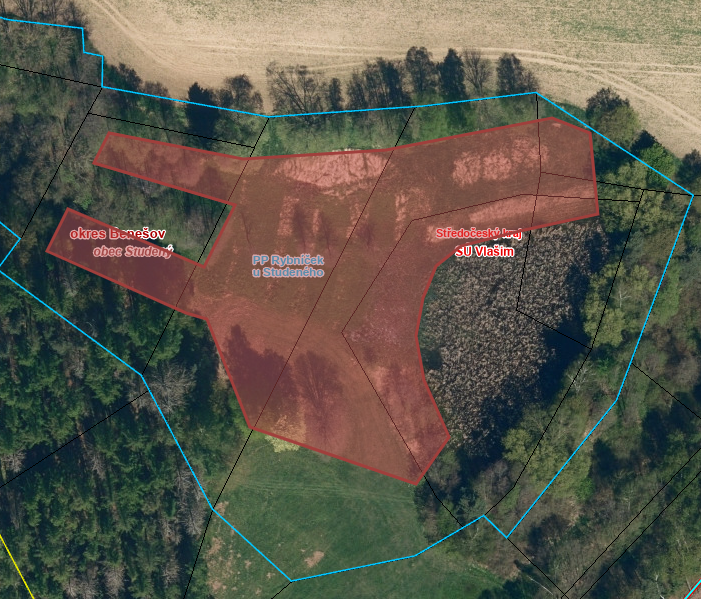 okres Benešov
obec Studený
Středočeský kraj
SÚ Vlašim
PP Rybníček
u Studeného